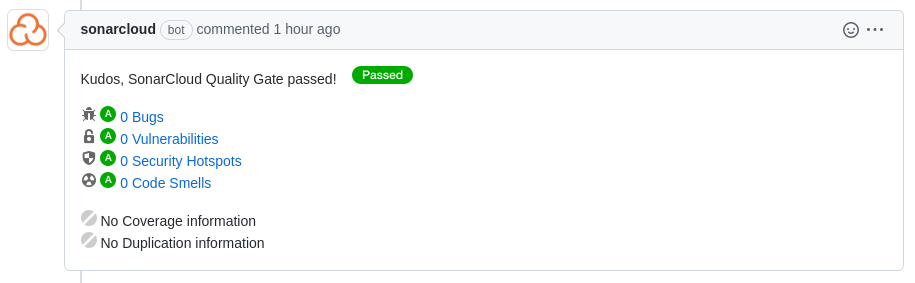 sonarcloud bot commented 1 hour ago
Kudos, SonarCloud Quality Gate passed! Passed
A 0 Bugs
A 0 Vulnerabilities
A 0 Security Hotspots
A 0 Code Smells
No Coverage information
No Duplication information